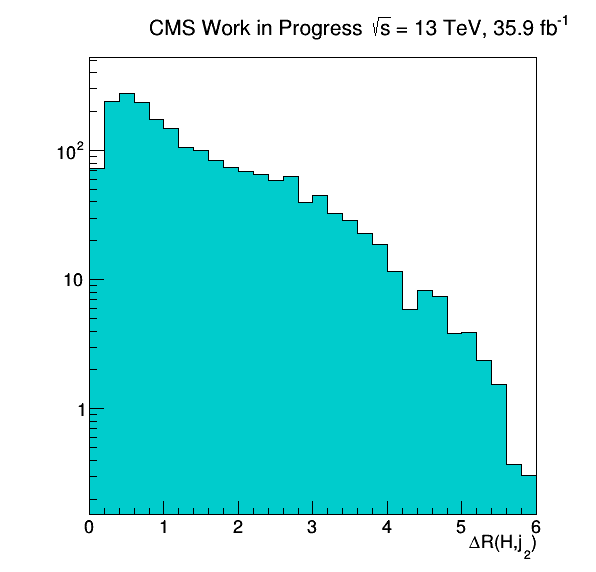 CMS Work in Progress √s = 13 TeV, 35.9 fb⁻¹
10²
10
1
0 1 2 3 4 5 6
ΔR(H,j₂)